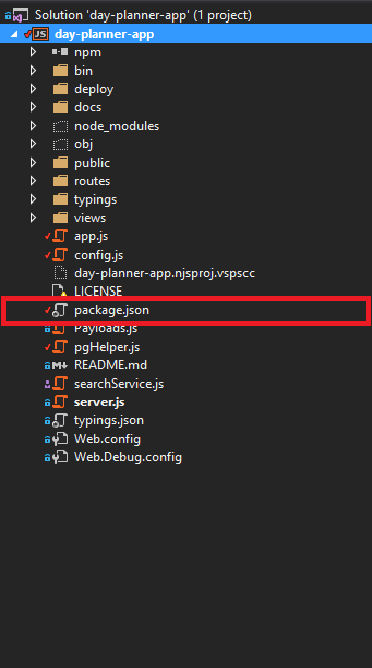 Solution 'day-planner-app' (1 project)
JS day-planner-app
npm
bin
deploy
docs
node_modules
obj
public
routes
typings
views
app.js
config.js
day-planner-app.njsproj.vspscc
LICENSE
package.json
Payloads.js
pgHelper.js
README.md
searchService.js
server.js
typings.json
Web.config
Web.Debug.config